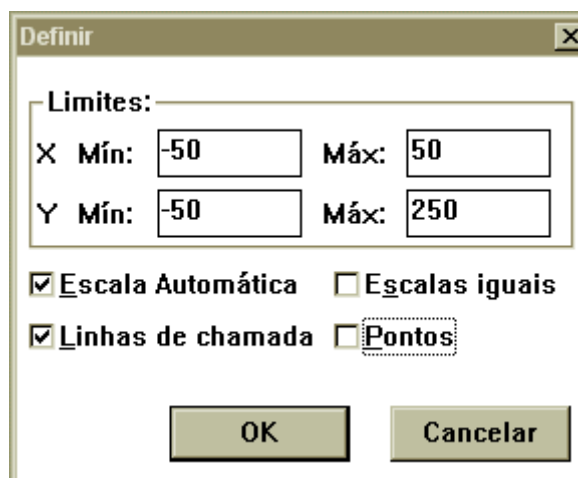 Definir
Limites:
X Mín: -50 Máx: 50
Y Mín: -50 Máx: 250
Escala Automática Escalas iguais
Linhas de chamada Pontos
OK Cancelar